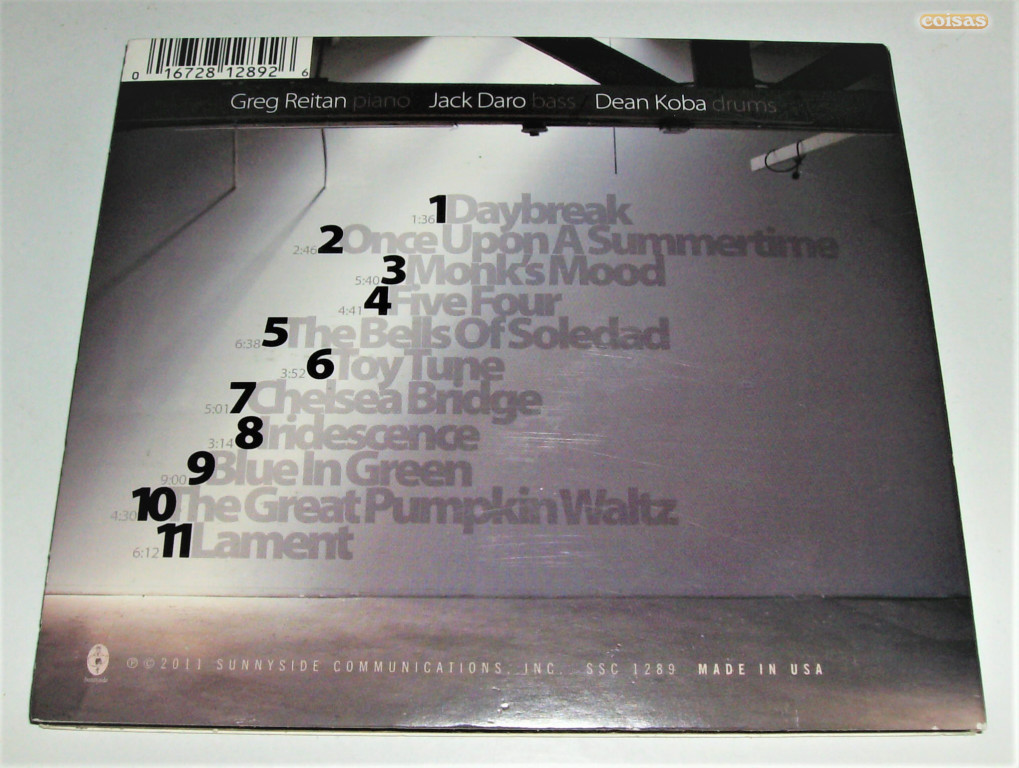 eoisas
0 16728 12892 6
Greg Reitan piano Jack Daro bass Dean Koba drums
1:36 1 Daybreak
2:46 2 Once Upon A Summertime
5:40 3 Monk's Mood
4:41 4 Five Four
6:38 5 The Bells Of Soledad
3:52 6 Toy Tune
5:01 7 Chelsea Bridge
3:14 8 Iridescence
9:00 9 Blue In Green
4:30 10 The Great Pumpkin Waltz
6:12 11 Lament
℗ © 2011 SUNNYSIDE COMMUNICATIONS, INC. SSC 1289 MADE IN USA